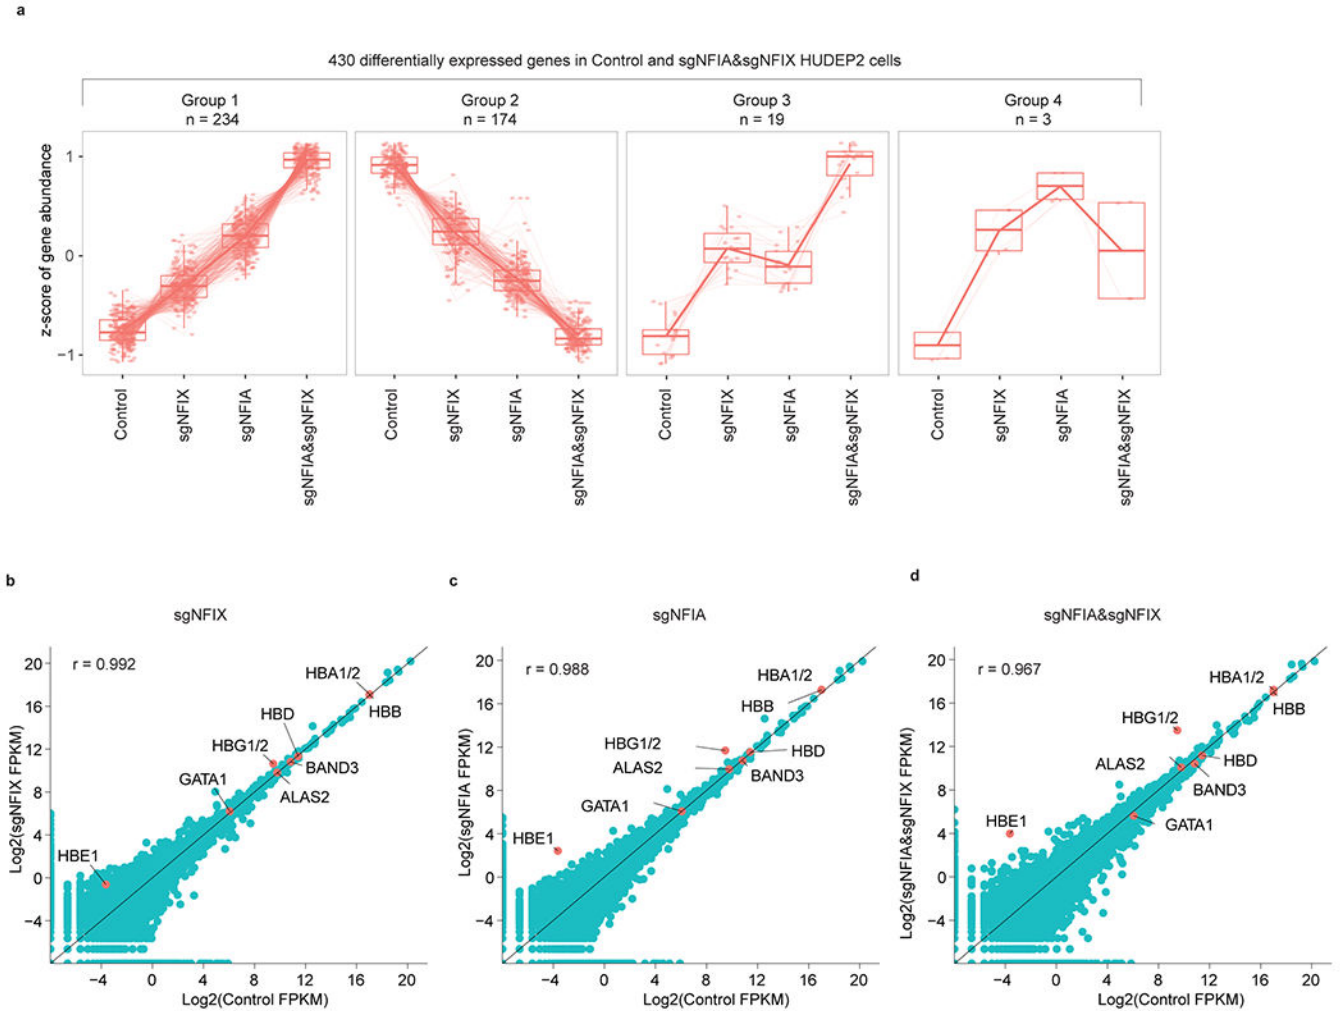 a
430 differentially expressed genes in Control and sgNFIA&sgNFIX HUDEP2 cells
Group 1
n = 234
Group 2
n = 174
Group 3
n = 19
Group 4
n = 3
z-score of gene abundance
1
0
−1
Control
sgNFIX
sgNFIA
sgNFIA&sgNFIX
Control
sgNFIX
sgNFIA
sgNFIA&sgNFIX
Control
sgNFIX
sgNFIA
sgNFIA&sgNFIX
Control
sgNFIX
sgNFIA
sgNFIA&sgNFIX
b
sgNFIX
r = 0.992
Log2(sgNFIX FPKM)
20
16
12
8
4
0
−4
HBA1/2
HBB
HBD
HBG1/2
BAND3
GATA1
ALAS2
HBE1
−4 0 4 8 12 16 20
Log2(Control FPKM)
c
sgNFIA
r = 0.988
Log2(sgNFIA FPKM)
20
16
12
8
4
0
−4
HBA1/2
HBB
HBG1/2
HBD
ALAS2
BAND3
GATA1
HBE1
−4 0 4 8 12 16 20
Log2(Control FPKM)
d
sgNFIA&sgNFIX
r = 0.967
Log2(sgNFIA&sgNFIX FPKM)
20
16
12
8
4
0
−4
HBA1/2
HBB
HBG1/2
ALAS2
HBD
BAND3
HBE1
GATA1
−4 0 4 8 12 16 20
Log2(Control FPKM)